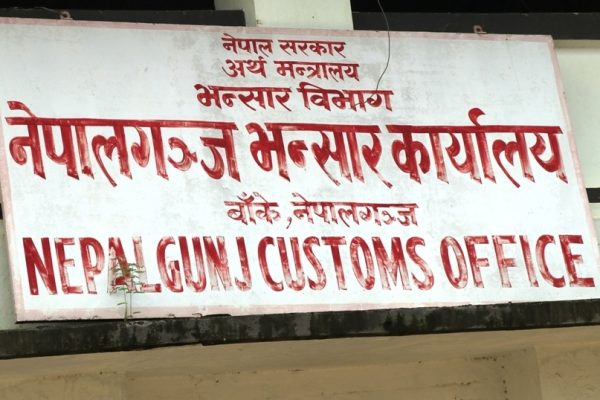 नेपाल सरकार
अर्थ मन्त्रालय
भन्सार विभाग
नेपालगञ्ज भन्सार कार्यालय
बाँके, नेपालगञ्ज
NEPALGUNJ CUSTOMS OFFICE